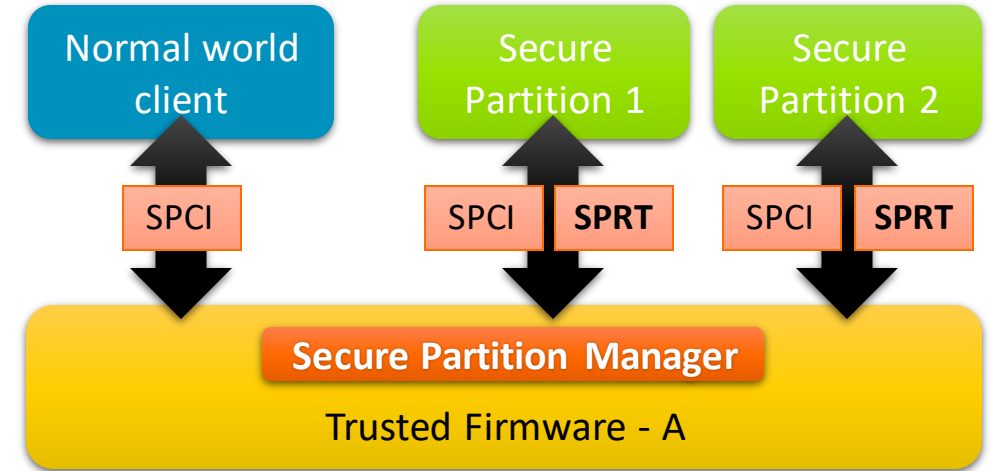 Normal world
client
Secure
Partition 1
Secure
Partition 2
SPCI
SPCI
SPRT
SPCI
SPRT
Secure Partition Manager
Trusted Firmware - A